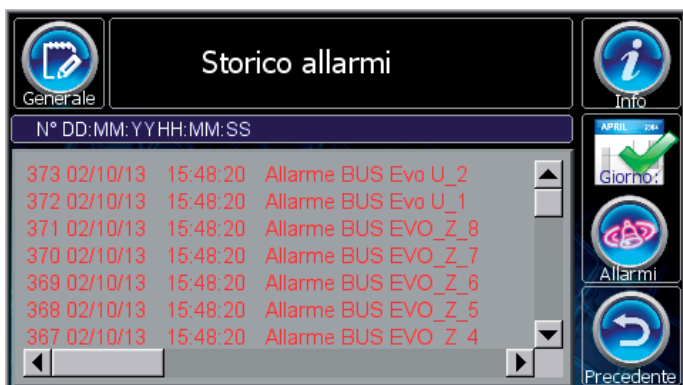 Generale
Storico allarmi
Info
N° DD:MM:YYHH:MM:SS
APRIL 2004
Giorno:
373 02/10/13 15:48:20 Allarme BUS Evo U_2
372 02/10/13 15:48:20 Allarme BUS Evo U_1
371 02/10/13 15:48:20 Allarme BUS EVO_Z_8
370 02/10/13 15:48:20 Allarme BUS EVO_Z_7
369 02/10/13 15:48:20 Allarme BUS EVO_Z_6
368 02/10/13 15:48:20 Allarme BUS EVO_Z_5
367 02/10/13 15:48:20 Allarme BUS EVO_Z_4
Allarmi
Precedente